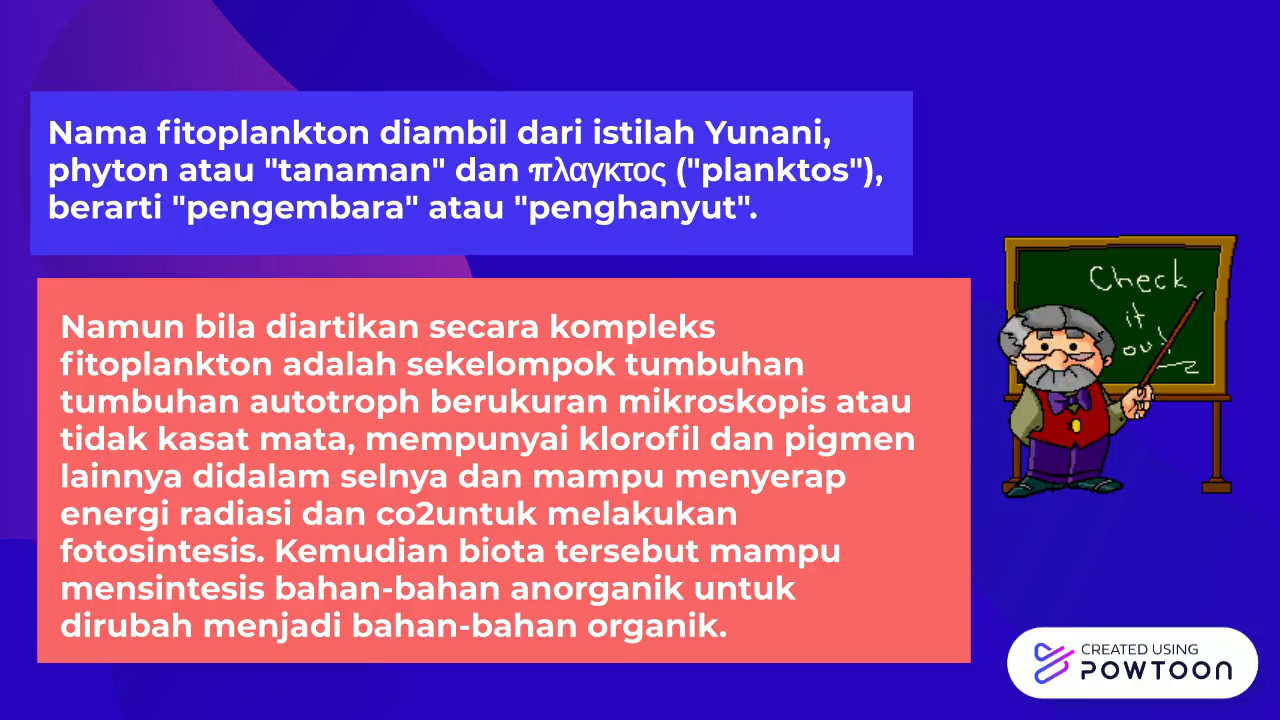 Nama fitoplankton diambil dari istilah Yunani,
phyton atau "tanaman" dan πλαγκτος ("planktos"),
berarti "pengembara" atau "penghanyut".
Namun bila diartikan secara kompleks
fitoplankton adalah sekelompok tumbuhan
tumbuhan autotroph berukuran mikroskopis atau
tidak kasat mata, mempunyai klorofil dan pigmen
lainnya didalam selnya dan mampu menyerap
energi radiasi dan co2untuk melakukan
fotosintesis. Kemudian biota tersebut mampu
mensintesis bahan-bahan anorganik untuk
dirubah menjadi bahan-bahan organik.
Check
it
out!
CREATED USING
POWTOON